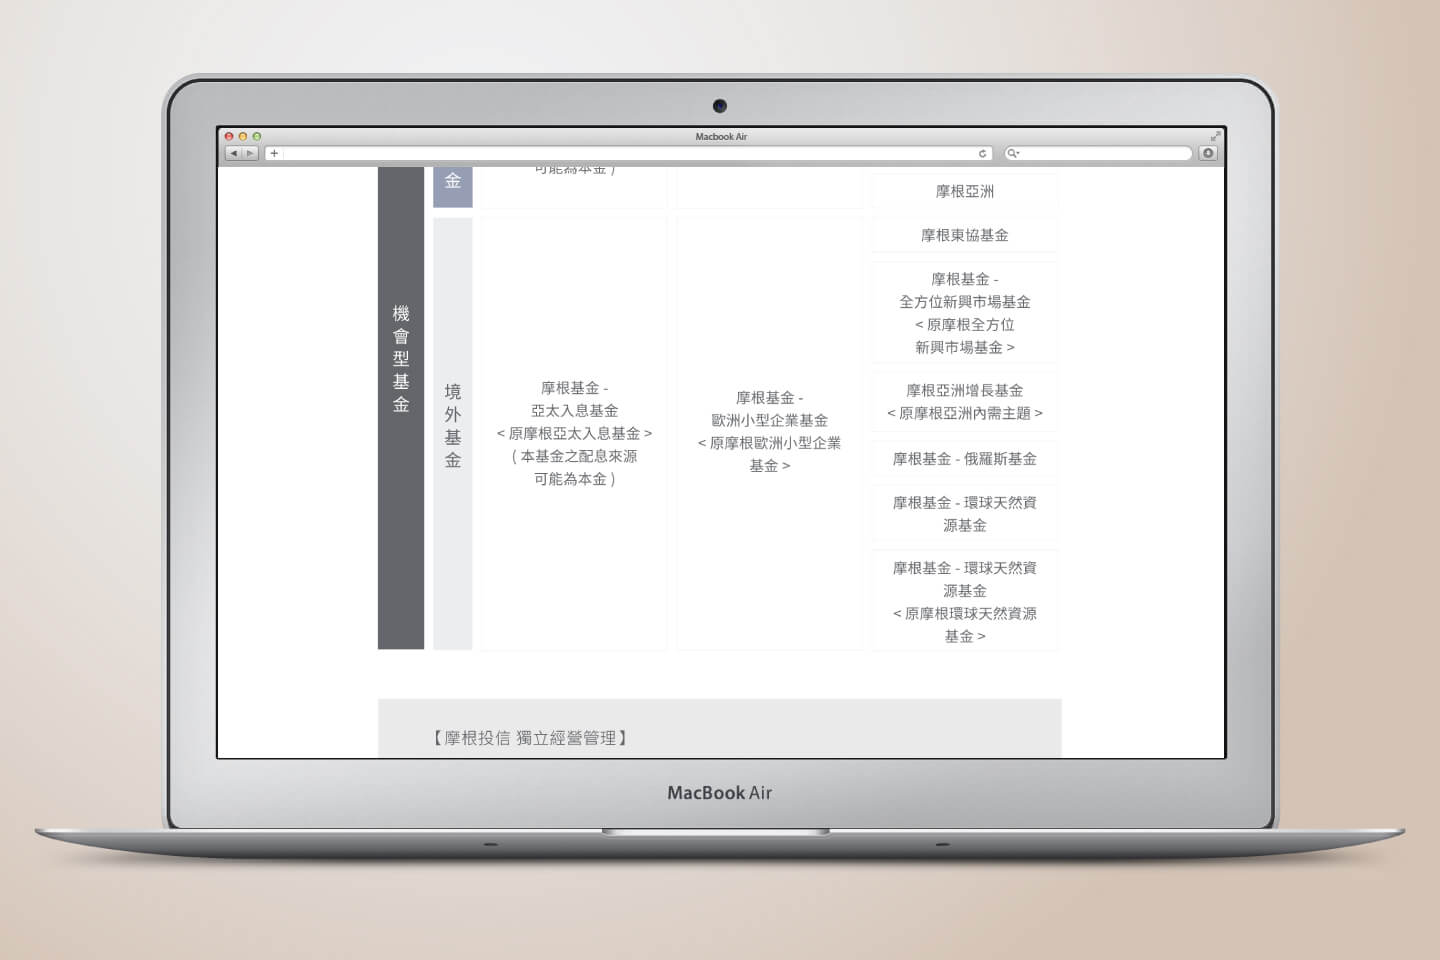 Macbook Air
可能為本金 )
金
摩根亞洲
機會型基金
境外基金
摩根基金 -
亞太入息基金
< 原摩根亞太入息基金 >
( 本基金之配息來源
可能為本金 )
摩根基金 -
歐洲小型企業基金
< 原摩根歐洲小型企業
基金 >
摩根東協基金
摩根基金 -
全方位新興市場基金
< 原摩根全方位
新興市場基金 >
摩根亞洲增長基金
< 原摩根亞洲內需主題 >
摩根基金 - 俄羅斯基金
摩根基金 - 環球天然資
源基金
摩根基金 - 環球天然資
源基金
< 原摩根環球天然資源
基金 >
【摩根投信 獨立經營管理】
MacBook Air